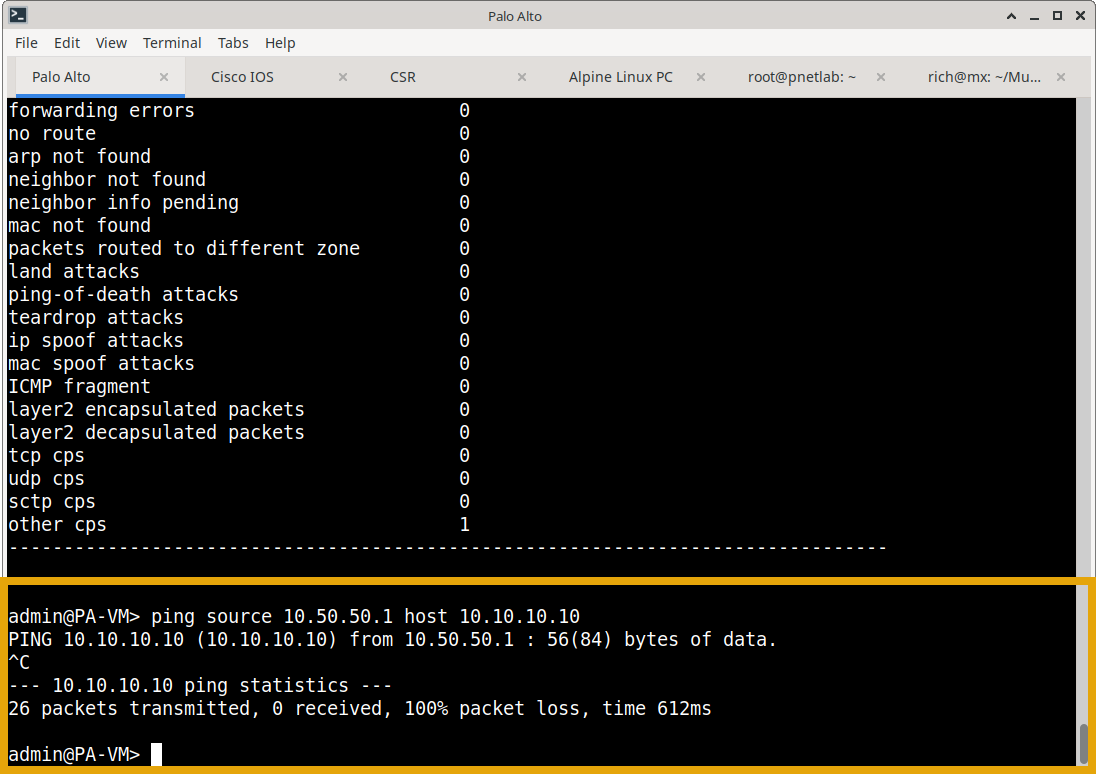 Palo Alto
File Edit View Terminal Tabs Help
Palo Alto × Cisco IOS × CSR × Alpine Linux PC × root@pnetlab: ~ × rich@mx: ~/Mu... ×
forwarding errors 0
no route 0
arp not found 0
neighbor not found 0
neighbor info pending 0
mac not found 0
packets routed to different zone 0
land attacks 0
ping-of-death attacks 0
teardrop attacks 0
ip spoof attacks 0
mac spoof attacks 0
ICMP fragment 0
layer2 encapsulated packets 0
layer2 decapsulated packets 0
tcp cps 0
udp cps 0
sctp cps 0
other cps 1
--------------------------------------------------------------------------------
admin@PA-VM> ping source 10.50.50.1 host 10.10.10.10
PING 10.10.10.10 (10.10.10.10) from 10.50.50.1 : 56(84) bytes of data.
^C
--- 10.10.10.10 ping statistics ---
26 packets transmitted, 0 received, 100% packet loss, time 612ms
admin@PA-VM>